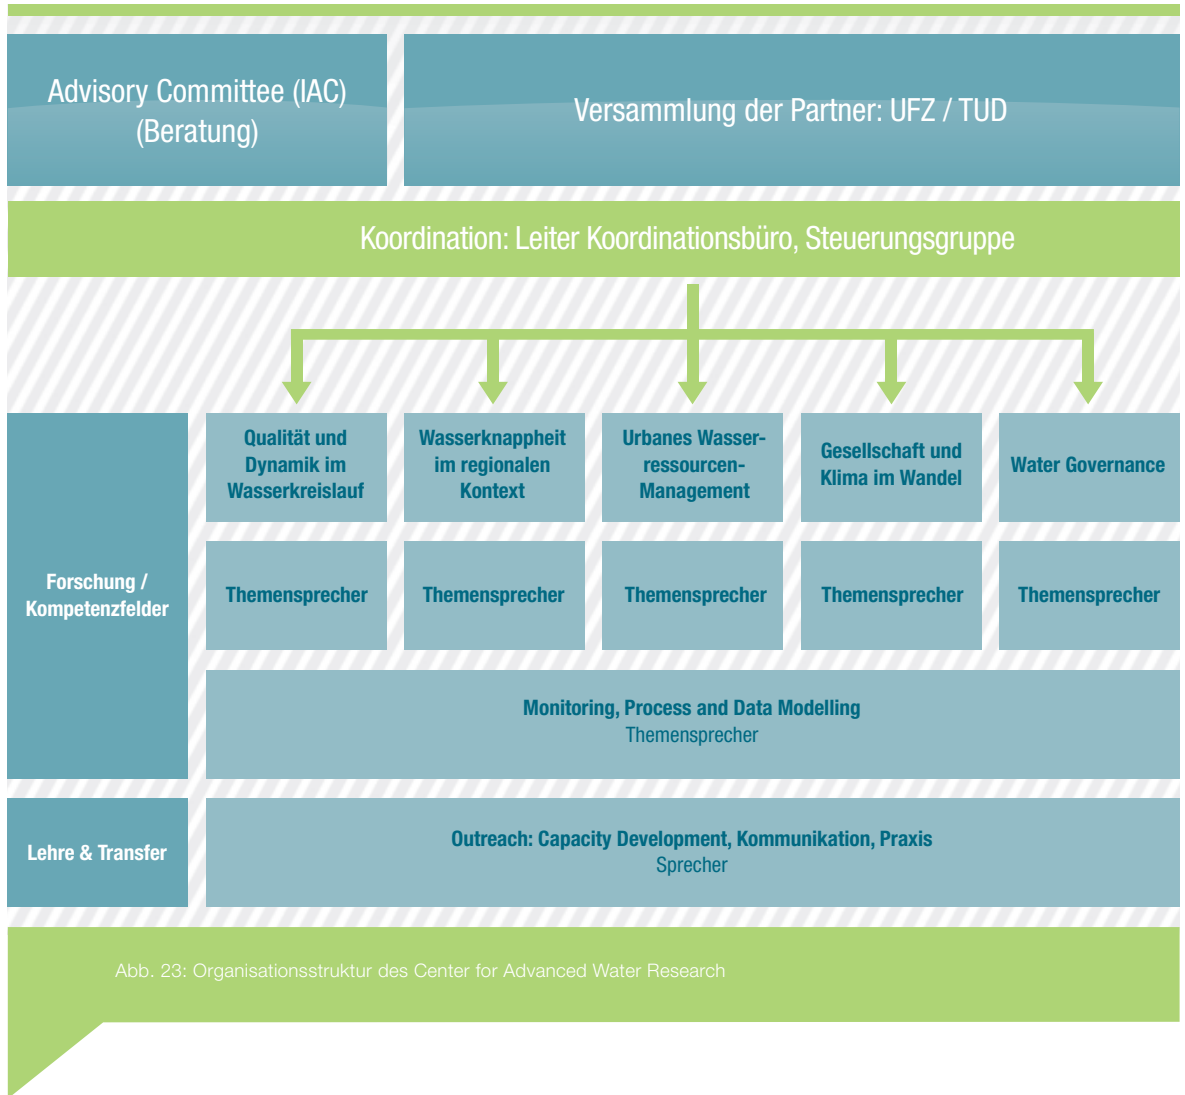 Advisory Committee (IAC)
(Beratung)
Versammlung der Partner: UFZ / TUD
Koordination: Leiter Koordinationsbüro, Steuerungsgruppe
Qualität und
Dynamik im
Wasserkreislauf
Wasserknappheit
im regionalen
Kontext
Urbanes Wasser-
ressourcen-
Management
Gesellschaft und
Klima im Wandel
Water Governance
Forschung /
Kompetenzfelder
Themensprecher
Themensprecher
Themensprecher
Themensprecher
Themensprecher
Monitoring, Process and Data Modelling
Themensprecher
Lehre & Transfer
Outreach: Capacity Development, Kommunikation, Praxis
Sprecher
Abb. 23: Organisationsstruktur des Center for Advanced Water Research